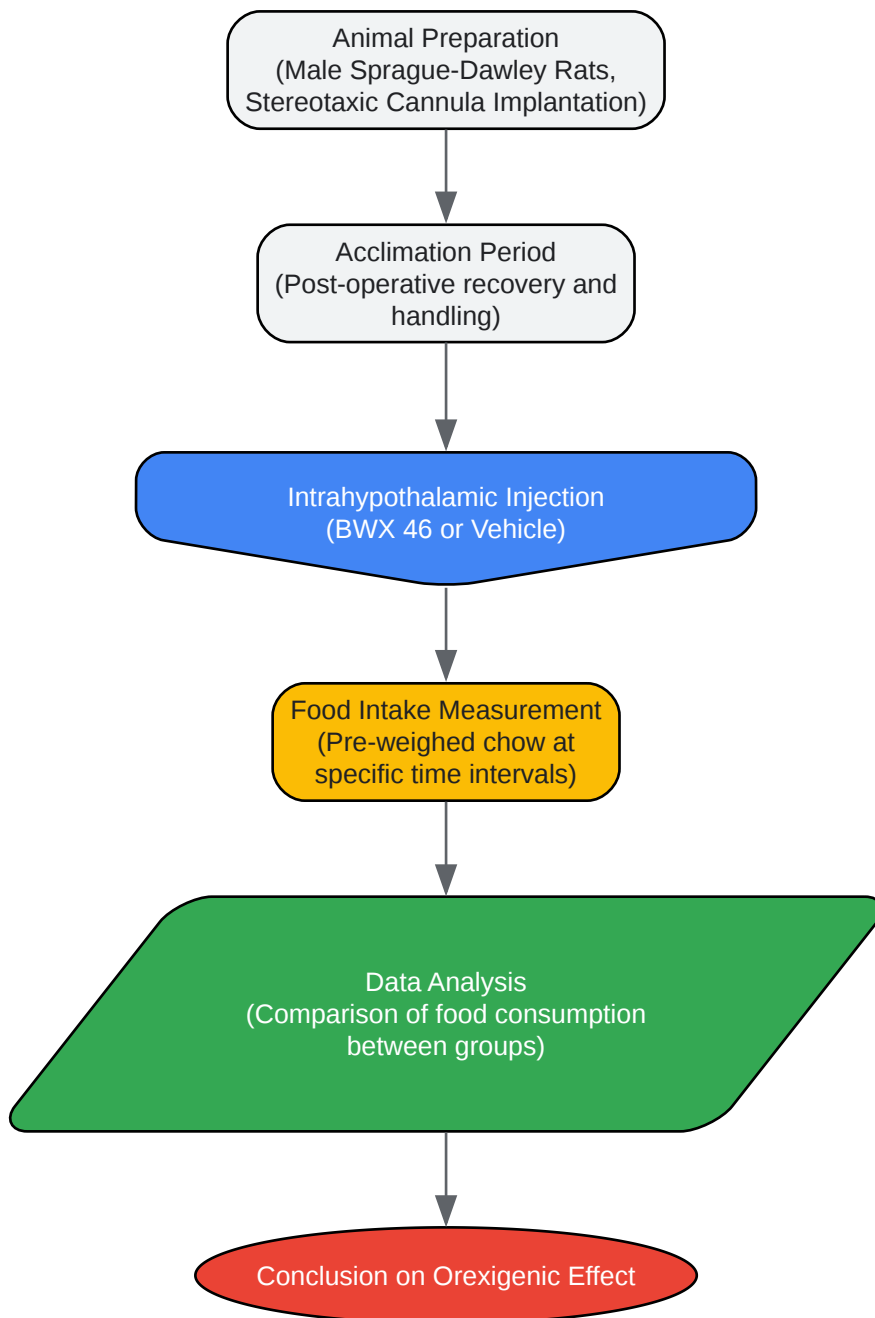 Animal Preparation
(Male Sprague-Dawley Rats,
Stereotaxic Cannula Implantation)
Acclimation Period
(Post-operative recovery and
handling)
Intrahypothalamic Injection
(BWX 46 or Vehicle)
Food Intake Measurement
(Pre-weighed chow at
specific time intervals)
Data Analysis
(Comparison of food consumption
between groups)
Conclusion on Orexigenic Effect